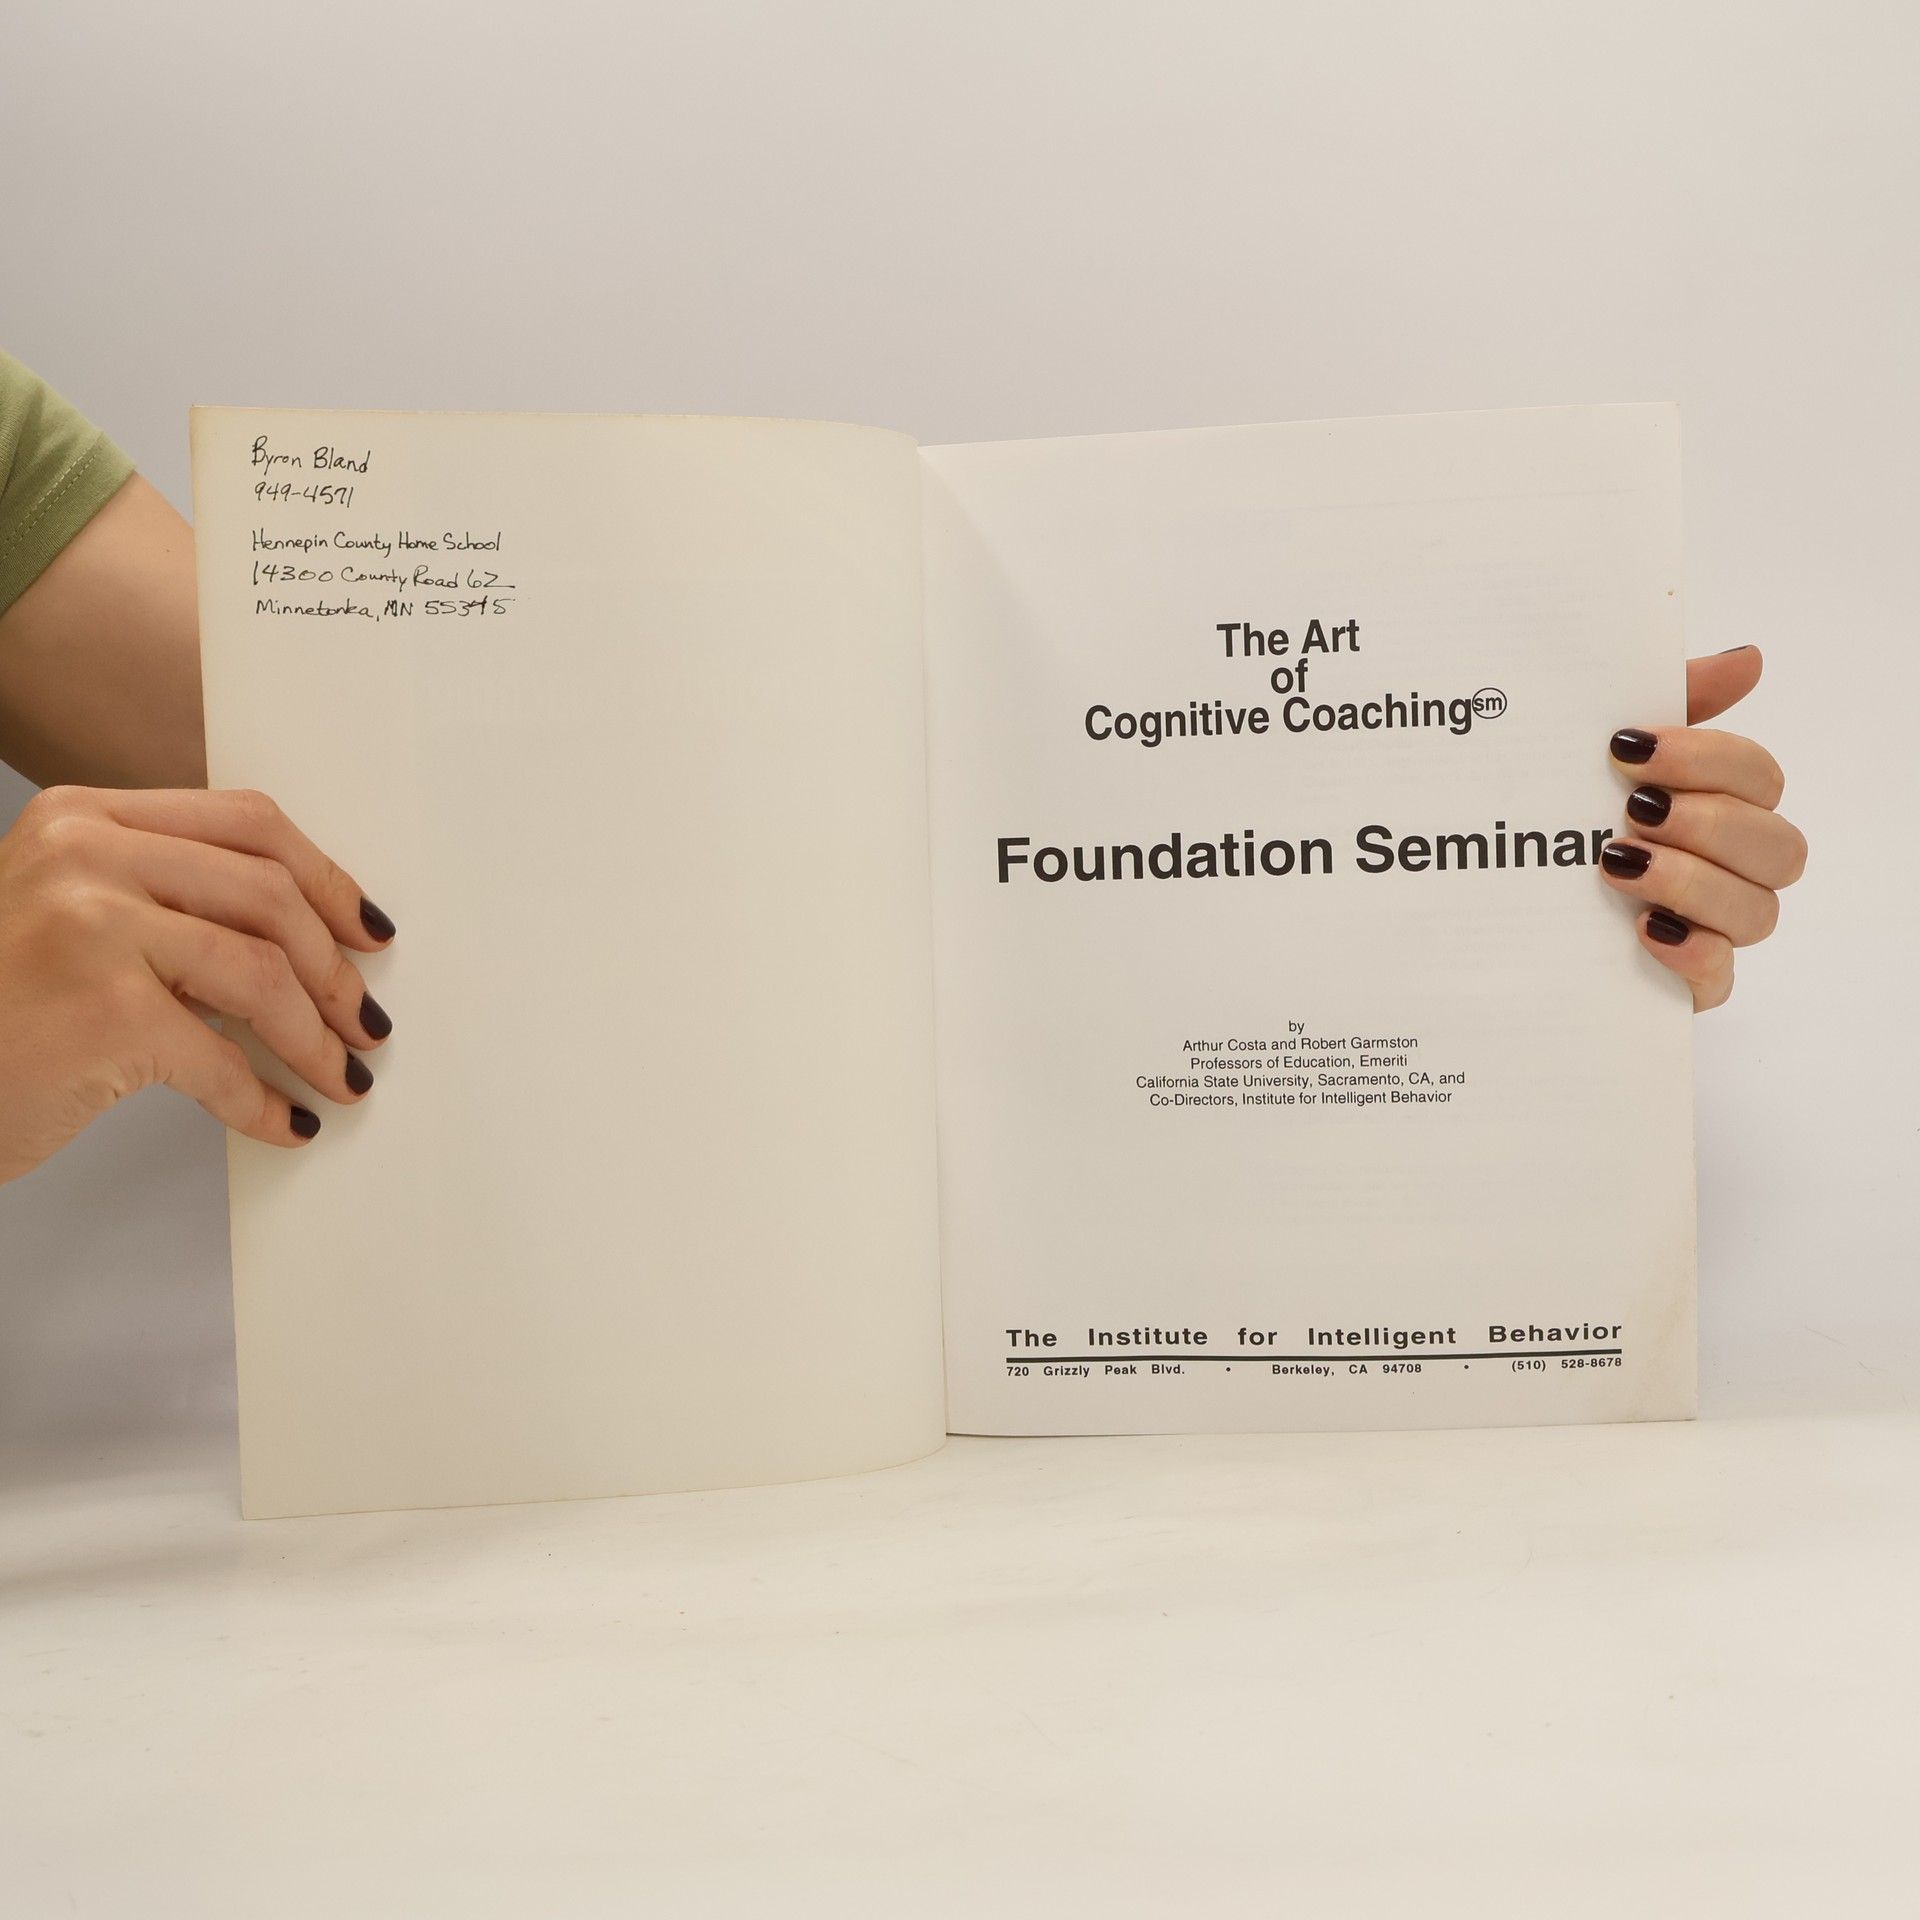 Byron Bland
949-4571
Hennepin County Home School
14300 County Road 62
Minnetonka, MN 55345
The Art
of
Cognitive Coaching℠
Foundation Seminar
by
Arthur Costa and Robert Garmston
Professors of Education, Emeriti
California State University, Sacramento, CA, and
Co-Directors, Institute for Intelligent Behavior
The Institute for Intelligent Behavior
720 Grizzly Peak Blvd. • Berkeley, CA 94708 • (510) 528-8678